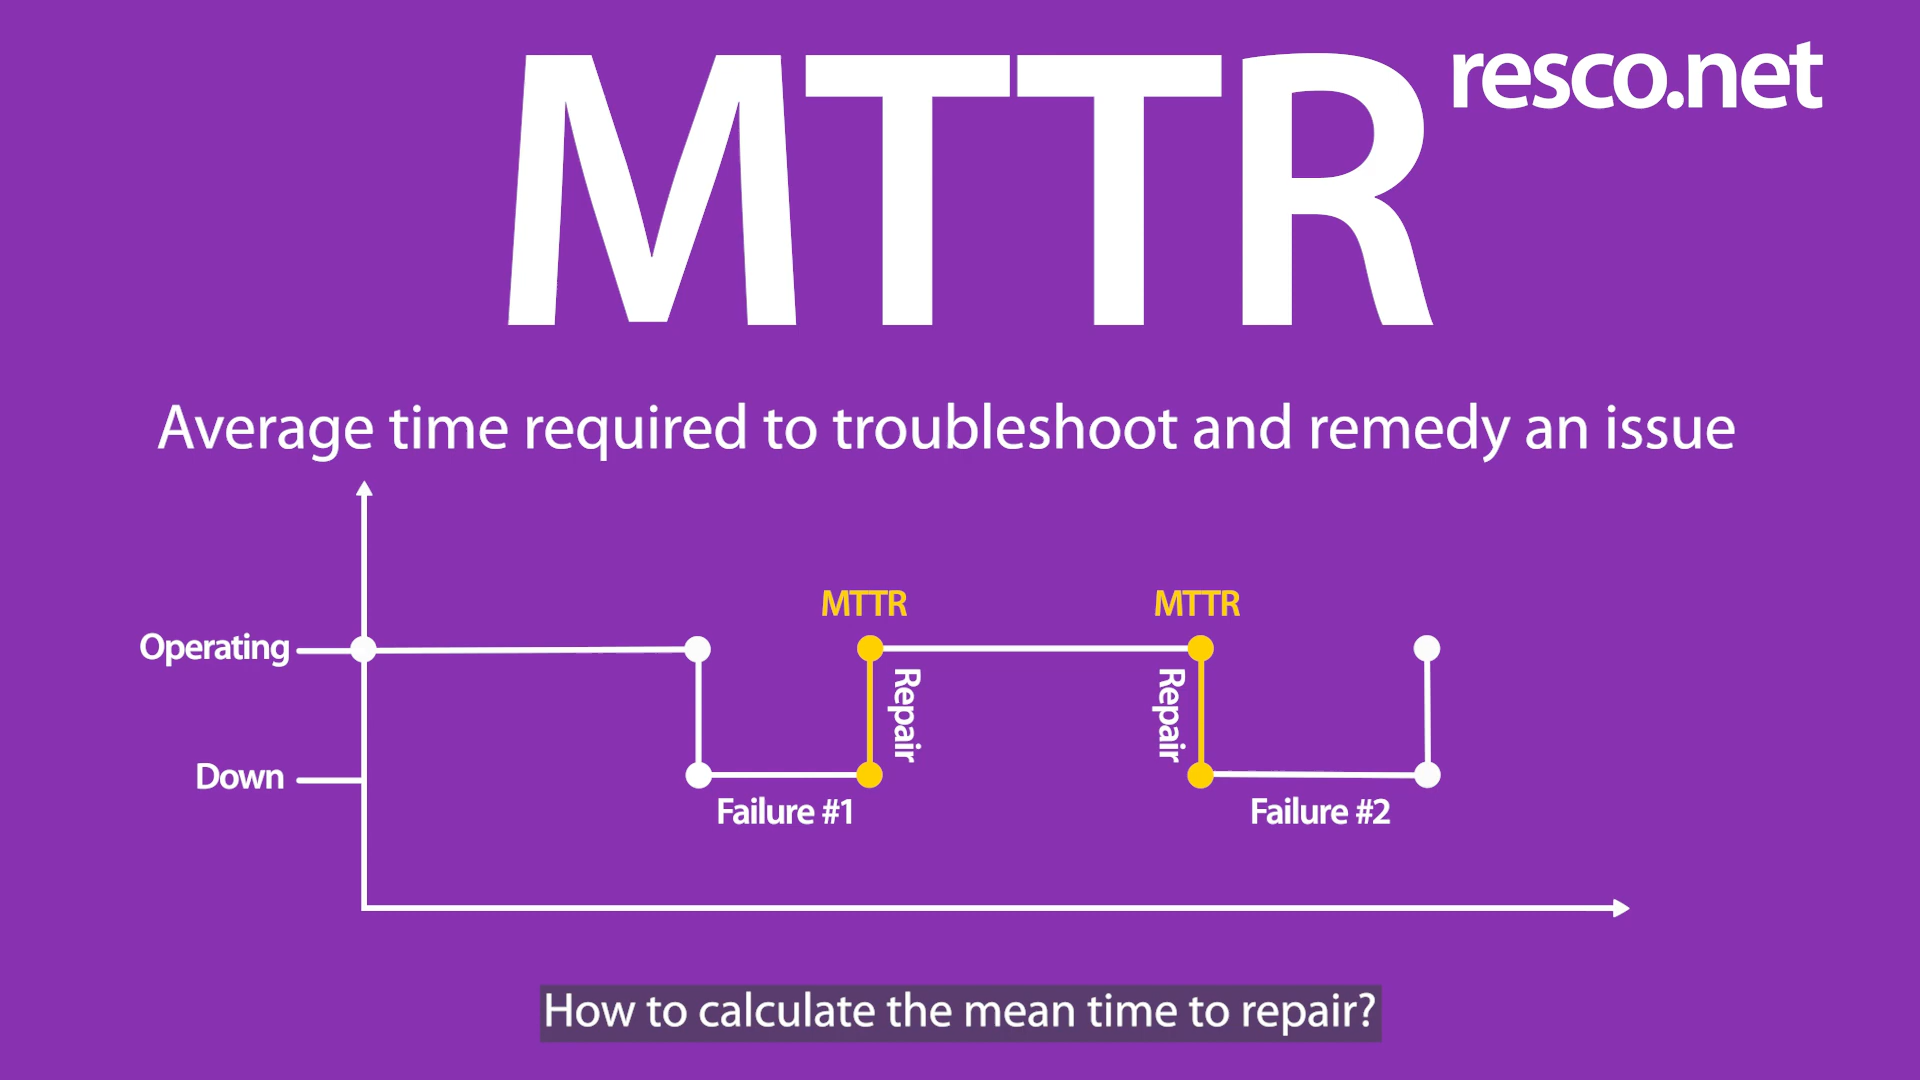 MTTR
resco.net
Average time required to troubleshoot and remedy an issue
MTTR
MTTR
Operating
Repair
Repair
Down
Failure #1
Failure #2
How to calculate the mean time to repair?